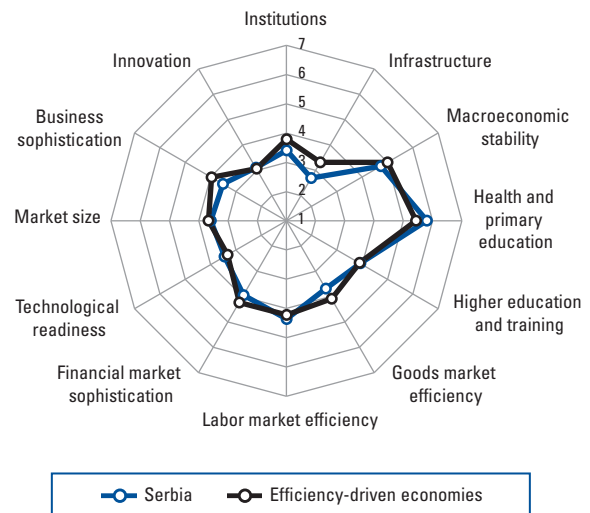 Institutions
7
6
5
4
3
2
1
Infrastructure
Macroeconomic
stability
Health and
primary
education
Higher education
and training
Goods market
efficiency
Labor market efficiency
Financial market
sophistication
Technological
readiness
Market size
Business
sophistication
Innovation
Serbia
Efficiency-driven economies